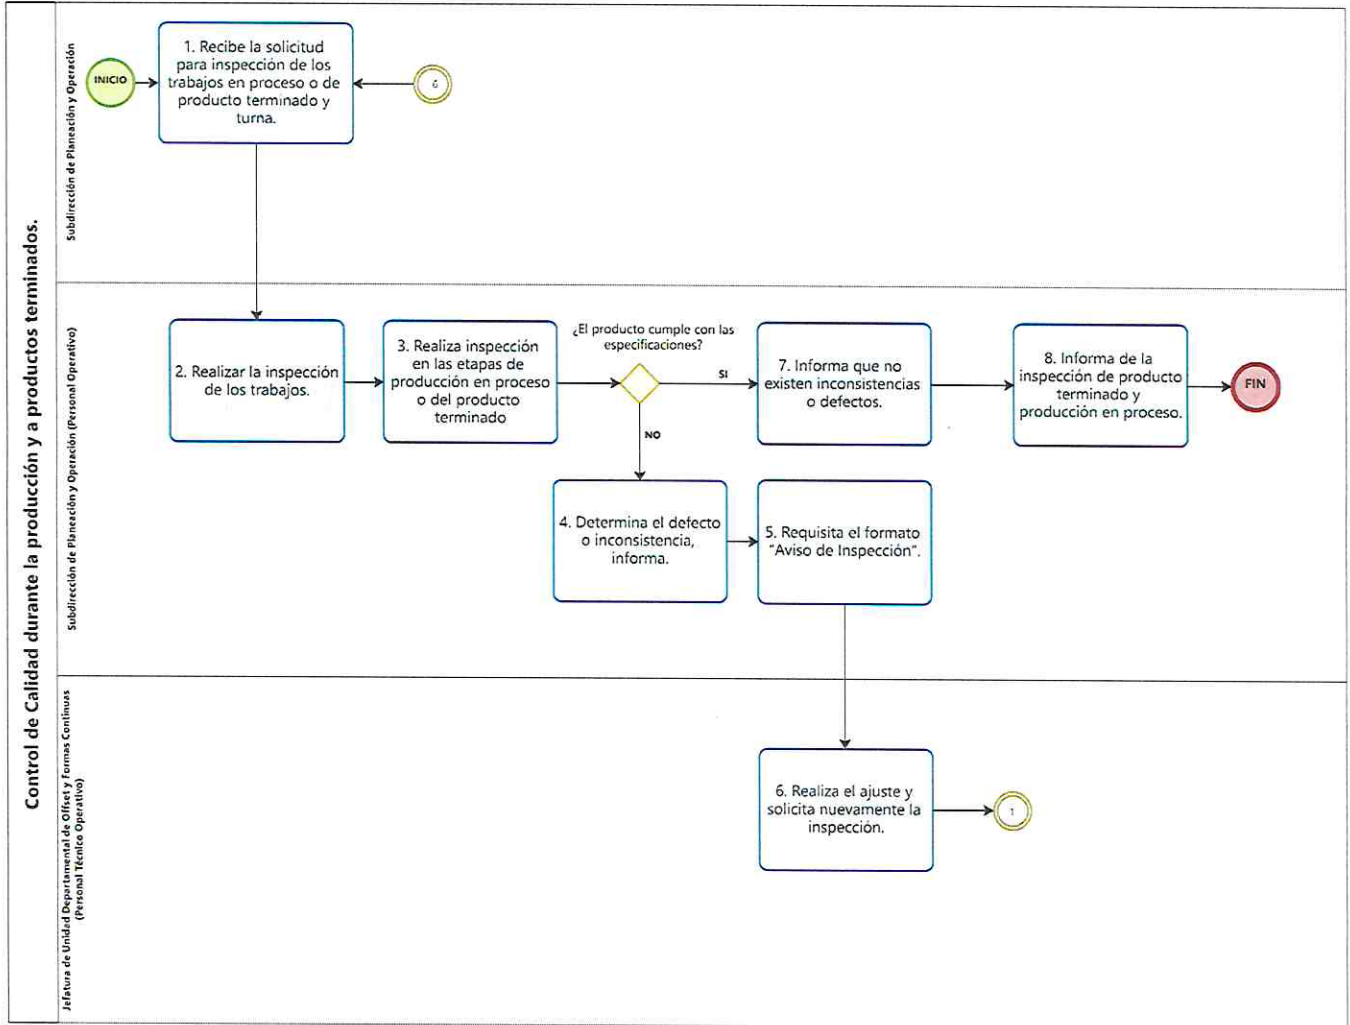 Control de Calidad durante la producción y a productos terminados.
Subdirección de Planeación y Operación
INICIO
1. Recibe la solicitud
para inspección de los
trabajos en proceso o de
producto terminado y
turna.
6
Subdirección de Planeación y Operación (Personal Operativo)
2. Realizar la inspección
de los trabajos.
3. Realiza inspección
en las etapas de
producción en proceso
o del producto
terminado
¿El producto cumple con las
especificaciones?
SI
NO
7. Informa que no
existen inconsistencias
o defectos.
8. Informa de la
inspección de producto
terminado y
producción en proceso.
FIN
4. Determina el defecto
o inconsistencia,
informa.
5. Requisita el formato
"Aviso de Inspección".
Jefatura de Unidad Departamental de Offset y Formas Continuas
(Personal Técnico Operativo)
6. Realiza el ajuste y
solicita nuevamente la
inspección.
1